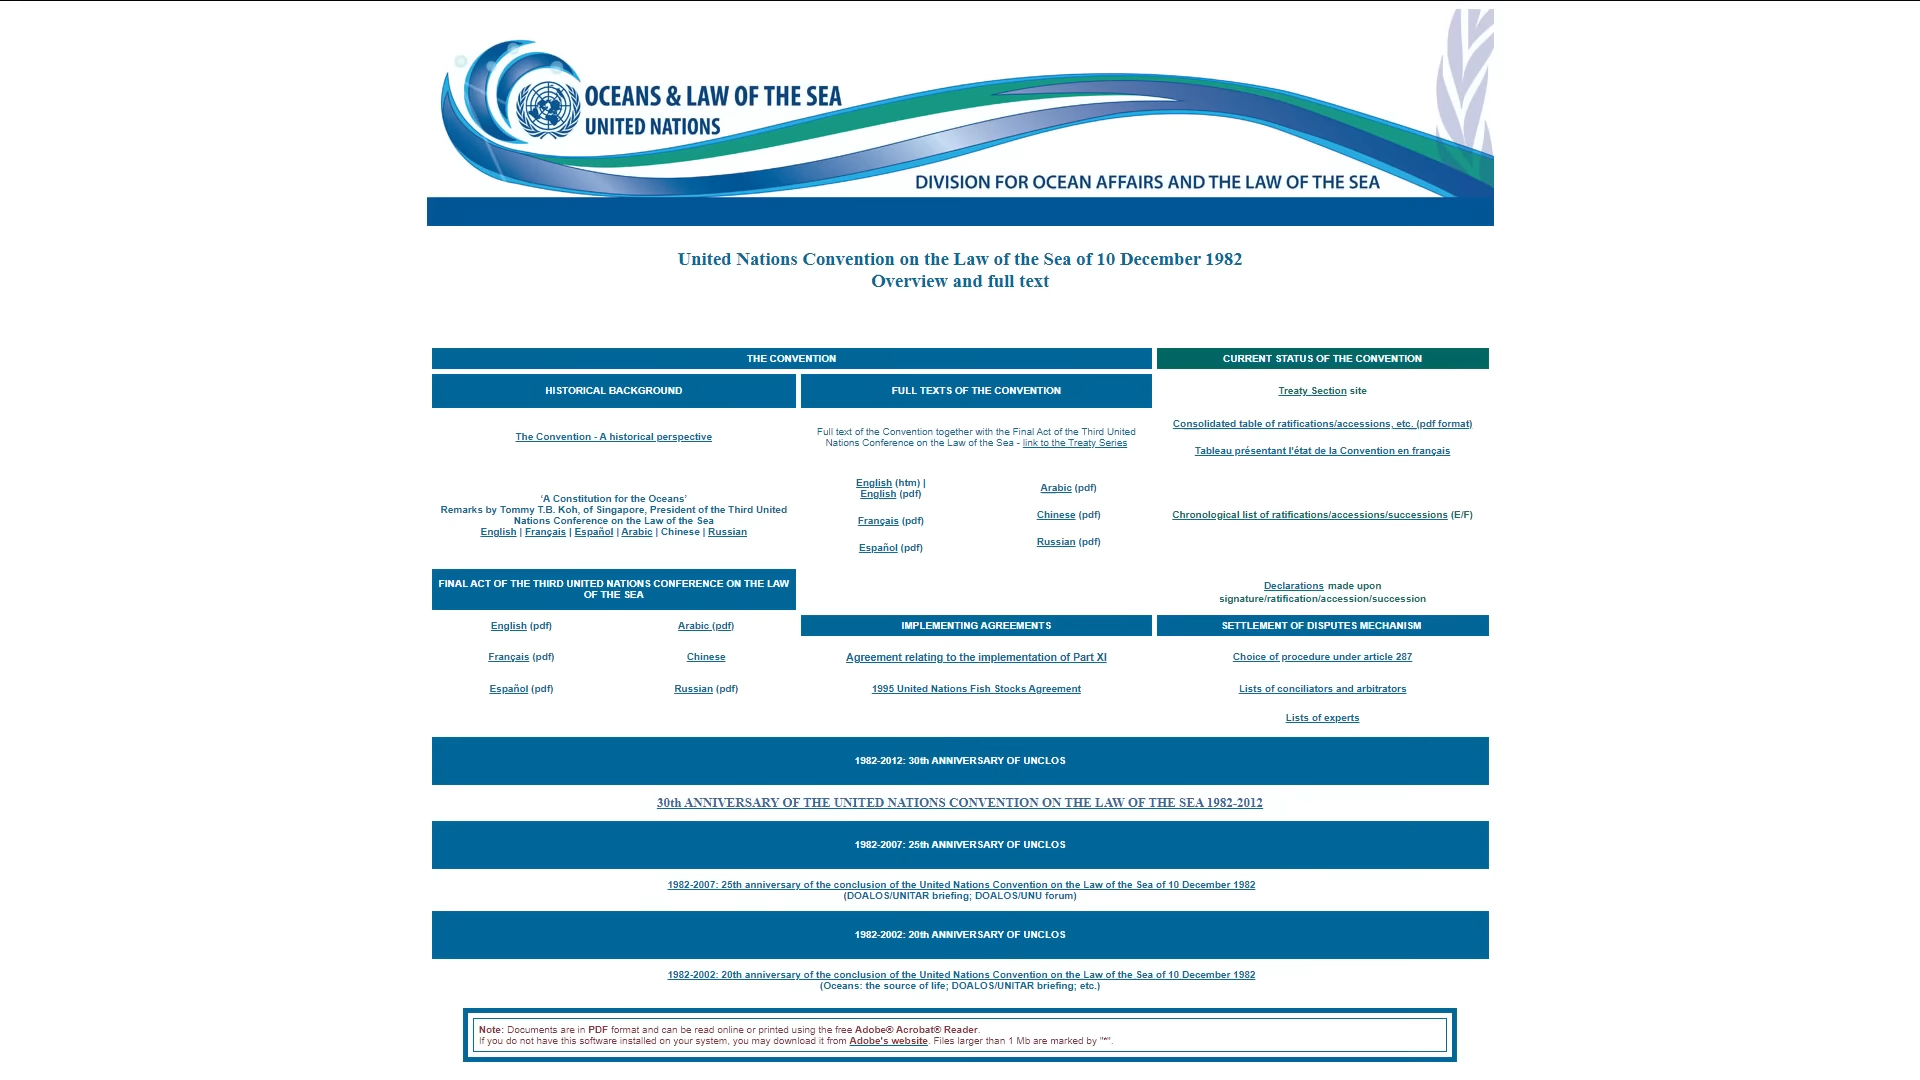 OCEANS & LAW OF THE SEA
UNITED NATIONS
DIVISION FOR OCEAN AFFAIRS AND THE LAW OF THE SEA
United Nations Convention on the Law of the Sea of 10 December 1982
Overview and full text
THE CONVENTION
CURRENT STATUS OF THE CONVENTION
HISTORICAL BACKGROUND
FULL TEXTS OF THE CONVENTION
Treaty Section site
The Convention - A historical perspective
Full text of the Convention together with the Final Act of the Third United
Nations Conference on the Law of the Sea - link to the Treaty Series
Consolidated table of ratifications/accessions, etc. (pdf format)
Tableau présentant l'état de la Convention en français
‘A Constitution for the Oceans’
Remarks by Tommy T.B. Koh, of Singapore, President of the Third United
Nations Conference on the Law of the Sea
English | Français | Español | Arabic | Chinese | Russian
English (htm) |
English (pdf)
Arabic (pdf)
Français (pdf)
Chinese (pdf)
Español (pdf)
Russian (pdf)
Chronological list of ratifications/accessions/successions (E/F)
FINAL ACT OF THE THIRD UNITED NATIONS CONFERENCE ON THE LAW
OF THE SEA
Declarations made upon
signature/ratification/accession/succession
English (pdf)
Arabic (pdf)
IMPLEMENTING AGREEMENTS
SETTLEMENT OF DISPUTES MECHANISM
Français (pdf)
Chinese
Agreement relating to the implementation of Part XI
Choice of procedure under article 287
Español (pdf)
Russian (pdf)
1995 United Nations Fish Stocks Agreement
Lists of conciliators and arbitrators
Lists of experts
1982-2012: 30th ANNIVERSARY OF UNCLOS
30th ANNIVERSARY OF THE UNITED NATIONS CONVENTION ON THE LAW OF THE SEA 1982-2012
1982-2007: 25th ANNIVERSARY OF UNCLOS
1982-2007: 25th anniversary of the conclusion of the United Nations Convention on the Law of the Sea of 10 December 1982
(DOALOS/UNITAR briefing; DOALOS/UNU forum)
1982-2002: 20th ANNIVERSARY OF UNCLOS
1982-2002: 20th anniversary of the conclusion of the United Nations Convention on the Law of the Sea of 10 December 1982
(Oceans: the source of life; DOALOS/UNITAR briefing; etc.)
Note: Documents are in PDF format and can be read online or printed using the free Adobe® Acrobat® Reader.
If you do not have this software installed on your system, you may download it from Adobe's website. Files larger than 1 Mb are marked by "*".